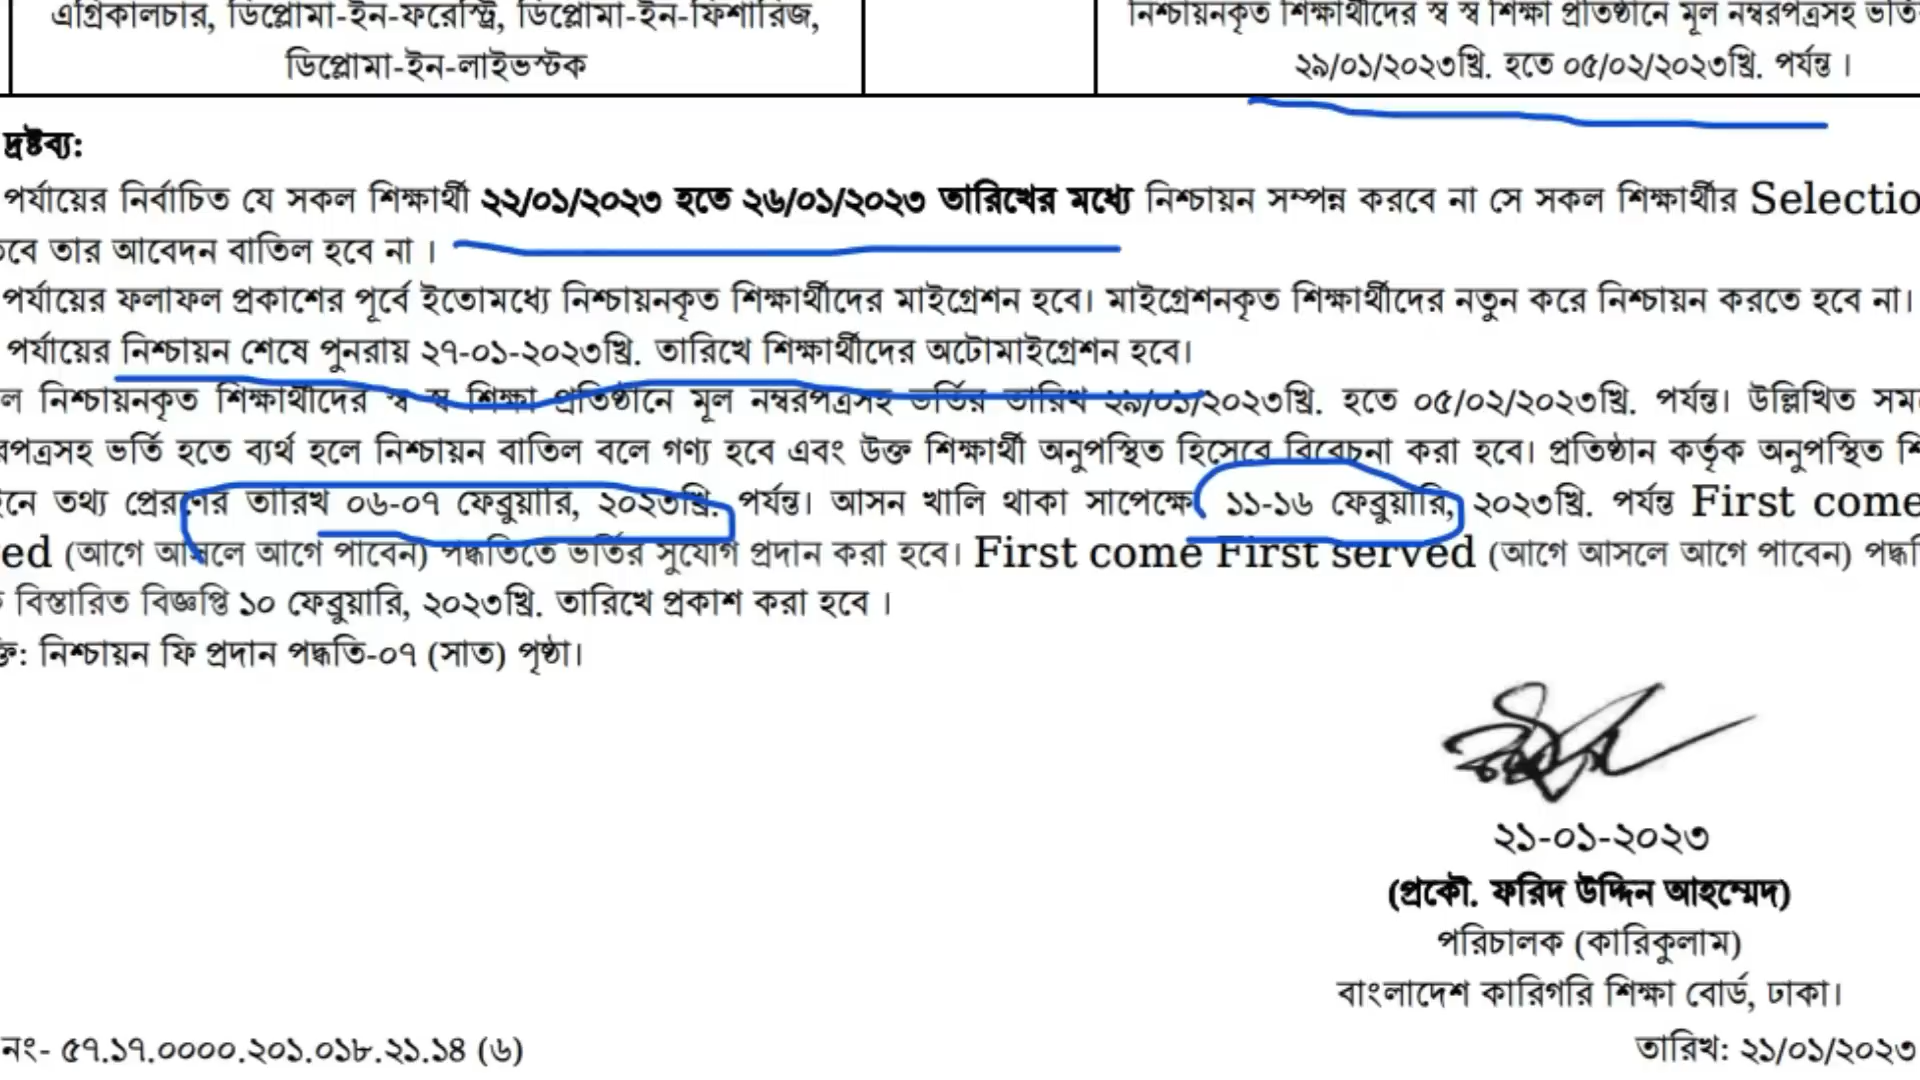 এগ্রিকালচার, ডিপ্লোমা-ইন-ফরেস্ট্রি, ডিপ্লোমা-ইন-ফিশারিজ,
ডিপ্লোমা-ইন-লাইভস্টক
নিশ্চায়নকৃত শিক্ষার্থীদের স্ব স্ব শিক্ষা প্রতিষ্ঠানে মূল নম্বরপত্রসহ
২৯/০১/২০২৩খ্রি. হতে ০৫/০২/২০২৩খ্রি. পর্যন্ত ।
দ্রষ্টব্য:
পর্যায়ের নির্বাচিত যে সকল শিক্ষার্থী ২২/০১/২০২৩ হতে ২৬/০১/২০২৩ তারিখের মধ্যে নিশ্চায়ন সম্পন্ন করবে না সে সকল শিক্ষার্থীর Selectio
তার আবেদন বাতিল হবে না ।
পর্যায়ের ফলাফল প্রকাশের পূর্বে ইতোমধ্যে নিশ্চায়নকৃত শিক্ষার্থীদের মাইগ্রেশন হবে। মাইগ্রেশনকৃত শিক্ষার্থীদের নতুন করে নিশ্চায়ন করতে হবে না।
পর্যায়ের নিশ্চায়ন শেষে পুনরায় ২৭-০১-২০২৩খ্রি. তারিখে শিক্ষার্থীদের অটোমাইগ্রেশন হবে।
ল নিশ্চায়নকৃত শিক্ষার্থীদের স্ব স্ব শিক্ষা প্রতিষ্ঠানে মূল নম্বরপত্রসহ ভর্তির তারিখ ২৯/০১/২০২৩খ্রি. হতে ০৫/০২/২০২৩খ্রি. পর্যন্ত। উল্লিখিত
রপত্রসহ ভর্তি হতে ব্যর্থ হলে নিশ্চায়ন বাতিল বলে গণ্য হবে এবং উক্ত শিক্ষার্থী অনুপস্থিত হিসেবে বিবেচনা করা হবে। প্রতিষ্ঠান কর্তৃক অনুপস্থিত
তথ্য প্রেরণের তারিখ ০৬-০৭ ফেব্রুয়ারি, ২০২৩খ্রি. পর্যন্ত। আসন খালি থাকা সাপেক্ষে ১১-১৬ ফেব্রুয়ারি, ২০২৩খ্রি. পর্যন্ত First come
ed (আগে আসলে আগে পাবেন) পদ্ধতিতে ভর্তির সুযোগ প্রদান করা হবে। First come First served (আগে আসলে আগে পাবেন)
বিস্তারিত বিজ্ঞপ্তি ১০ ফেব্রুয়ারি, ২০২৩খ্রি. তারিখে প্রকাশ করা হবে ।
ক্তি: নিশ্চায়ন ফি প্রদান পদ্ধতি-০৭ (সাত) পৃষ্ঠা।
২১-০১-২০২৩
(প্রকৌ. ফরিদ উদ্দিন আহম্মেদ)
পরিচালক (কারিকুলাম)
বাংলাদেশ কারিগরি শিক্ষা বোর্ড, ঢাকা।
নং- ৫৭.১৭.০০০০.২০১.০১৮.২১.১৪ (৬)
তারিখ: ২১/০১/২০২৩